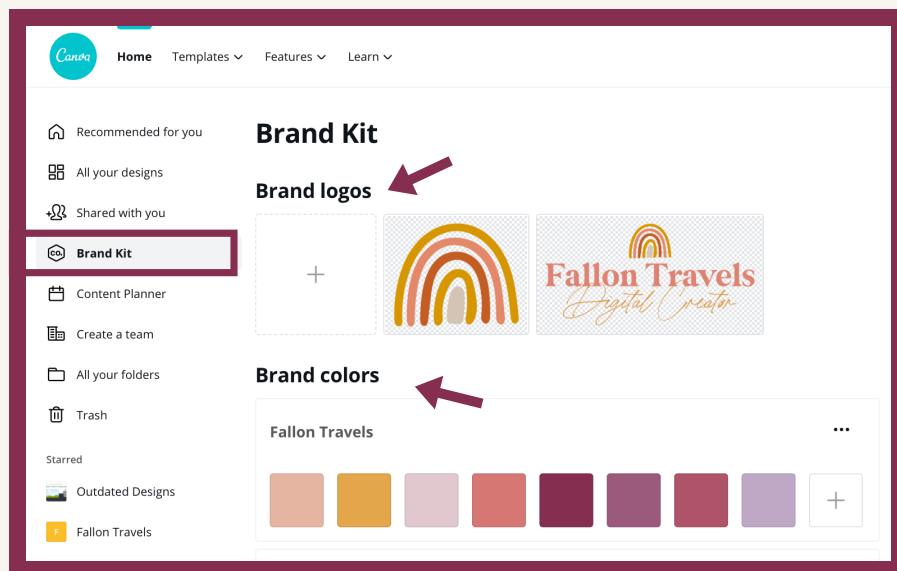 Canva
Home Templates Features Learn
Recommended for you
All your designs
Shared with you
CO.
Brand Kit
Content Planner
Create a team
All your folders
Trash
Starred
Outdated Designs
F
Fallon Travels
Brand Kit
Brand logos
Fallon Travels
Digital Creator
Brand colors
Fallon Travels